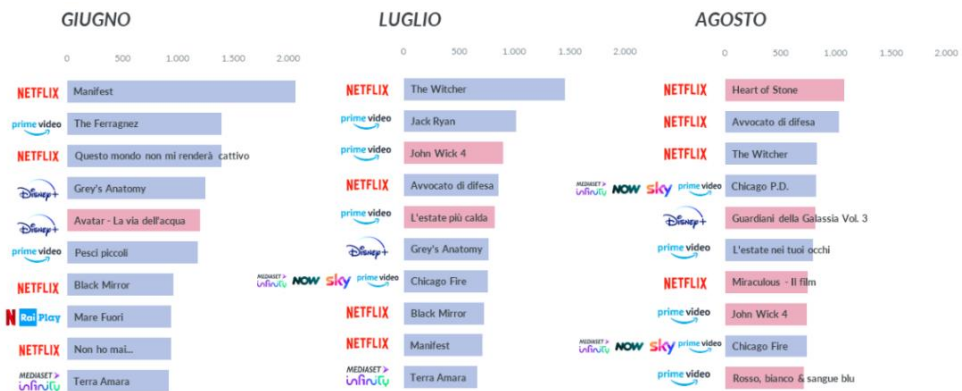 GIUGNO
0 500 1.000 1.500 2.000
NETFLIX Manifest
prime video The Ferragnez
NETFLIX Questo mondo non mi renderà cattivo
Disney+ Grey's Anatomy
Disney+ Avatar - La via dell'acqua
prime video Pesci piccoli
NETFLIX Black Mirror
N Rai Play Mare Fuori
NETFLIX Non ho mai...
MEDIASET infinity Terra Amara
LUGLIO
0 500 1.000 1.500 2.000
NETFLIX The Witcher
prime video Jack Ryan
prime video John Wick 4
NETFLIX Avvocato di difesa
prime video L'estate più calda
Disney+ Grey's Anatomy
MEDIASET infinity NOW sky prime video Chicago Fire
NETFLIX Black Mirror
NETFLIX Manifest
MEDIASET infinity Terra Amara
AGOSTO
0 500 1.000 1.500 2.000
NETFLIX Heart of Stone
NETFLIX Avvocato di difesa
NETFLIX The Witcher
MEDIASET infinity NOW sky prime video Chicago P.D.
Disney+ Guardiani della Galassia Vol. 3
prime video L'estate nei tuoi occhi
NETFLIX Miraculous - Il film
prime video John Wick 4
MEDIASET infinity NOW sky prime video Chicago Fire
prime video Rosso, bianco & sangue blu